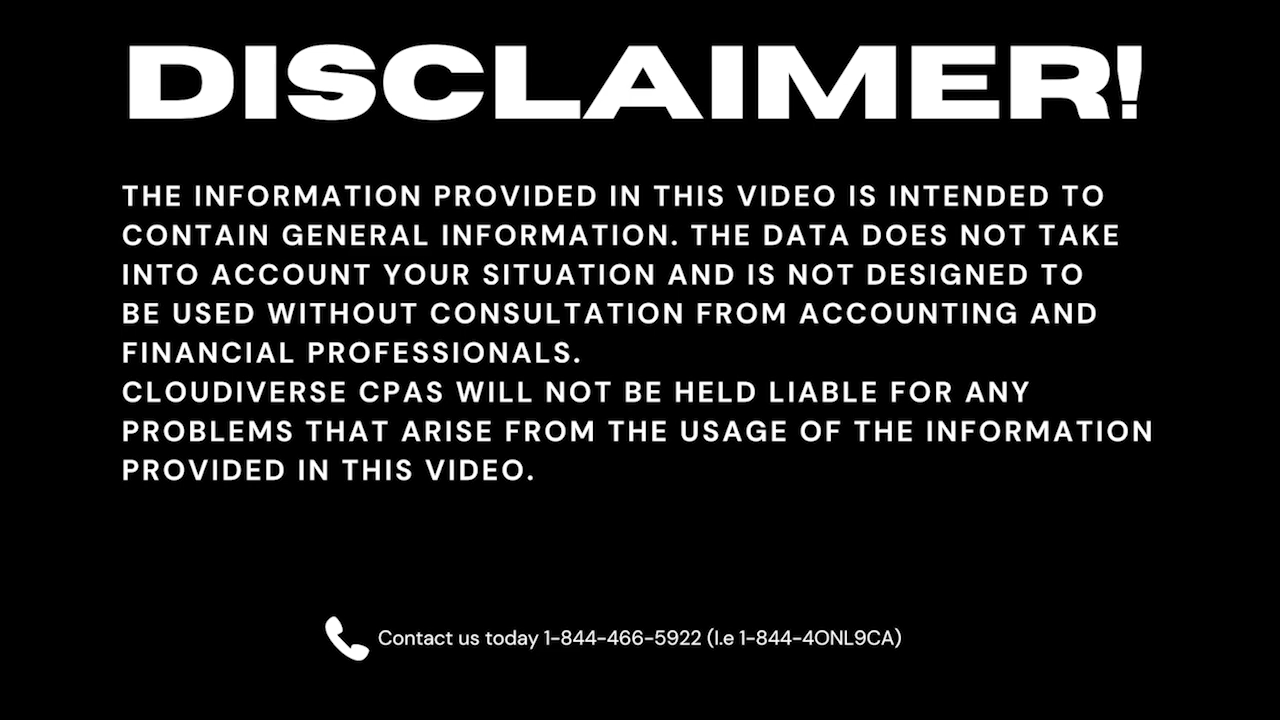 DISCLAIMER!
THE INFORMATION PROVIDED IN THIS VIDEO IS INTENDED TO
CONTAIN GENERAL INFORMATION. THE DATA DOES NOT TAKE
INTO ACCOUNT YOUR SITUATION AND IS NOT DESIGNED TO
BE USED WITHOUT CONSULTATION FROM ACCOUNTING AND
FINANCIAL PROFESSIONALS.
CLOUDIVERSE CPAS WILL NOT BE HELD LIABLE FOR ANY
PROBLEMS THAT ARISE FROM THE USAGE OF THE INFORMATION
PROVIDED IN THIS VIDEO.
Contact us today 1-844-466-5922 (I.e 1-844-4ONL9CA)